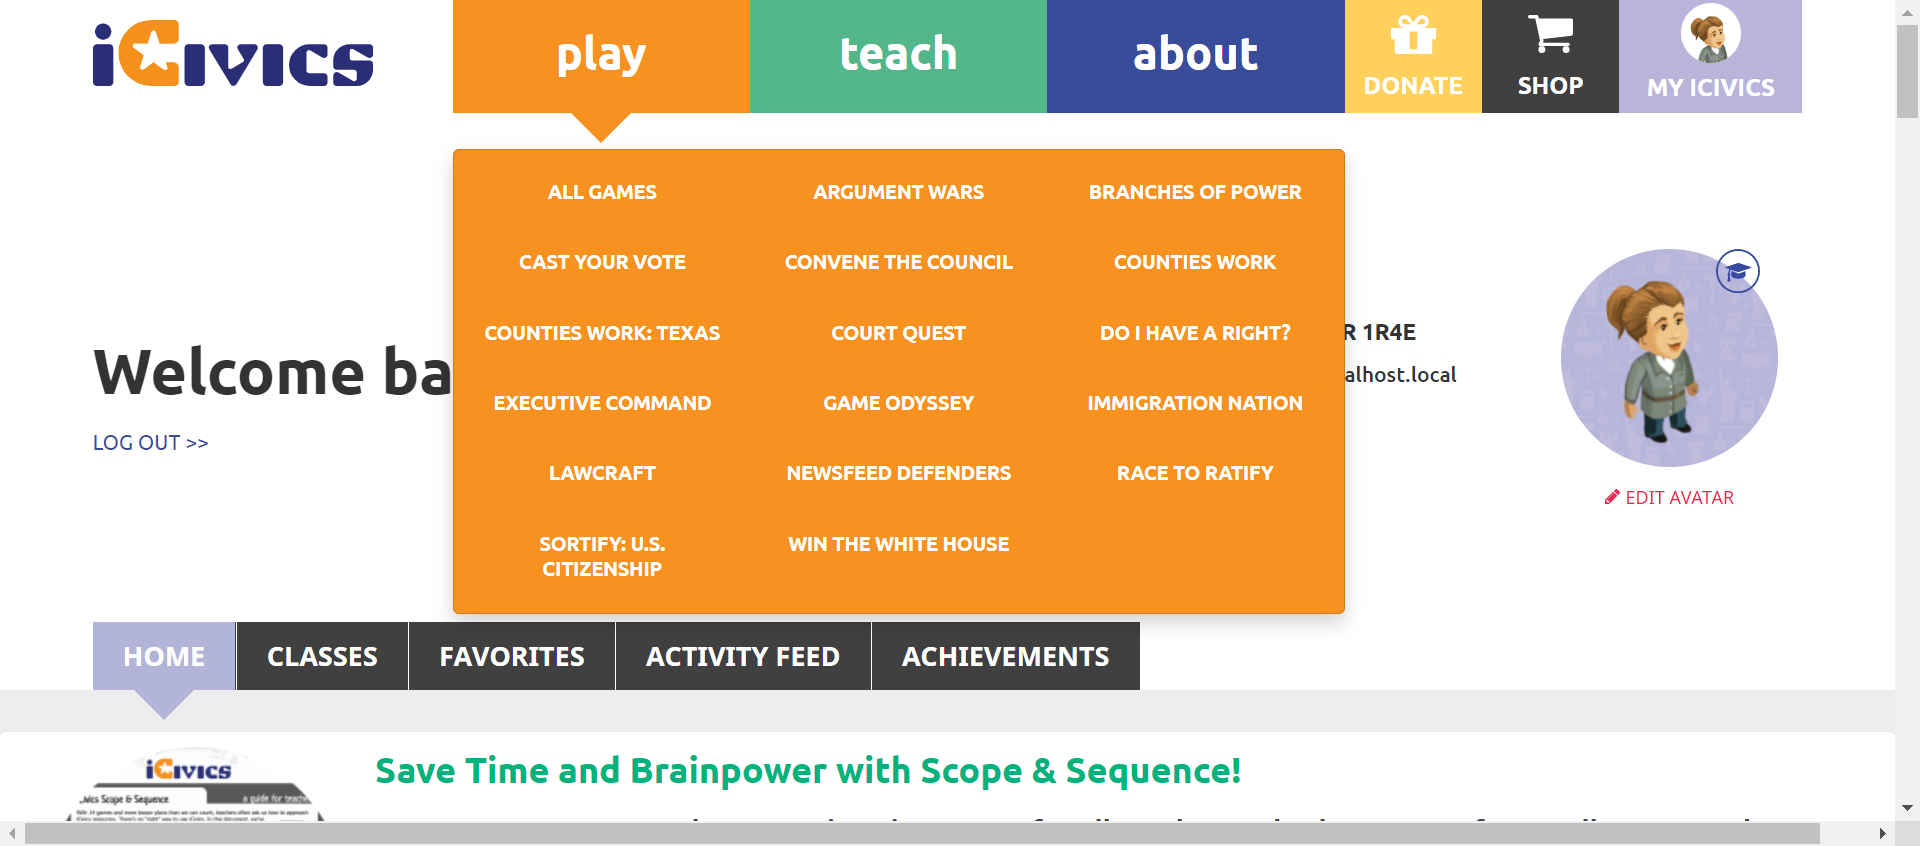 iCivics
play
teach
about
DONATE
SHOP
MY ICIVICS
ALL GAMES
ARGUMENT WARS
BRANCHES OF POWER
CAST YOUR VOTE
CONVENE THE COUNCIL
COUNTIES WORK
COUNTIES WORK: TEXAS
COURT QUEST
DO I HAVE A RIGHT?
EXECUTIVE COMMAND
GAME ODYSSEY
IMMIGRATION NATION
LAWCRAFT
NEWSFEED DEFENDERS
RACE TO RATIFY
SORTIFY: U.S.
CITIZENSHIP
WIN THE WHITE HOUSE
Welcome ba
R 1R4E
alhost.local
LOG OUT >>
EDIT AVATAR
HOME
CLASSES
FAVORITES
ACTIVITY FEED
ACHIEVEMENTS
iCivics
Save Time and Brainpower with Scope & Sequence!
Scope & Sequence
a guide for teache